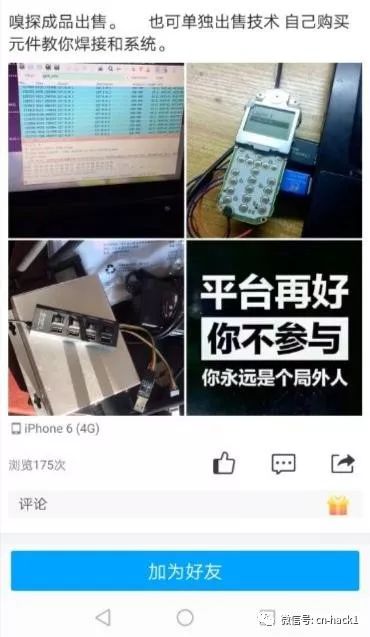 嗅探成品出售。 也可单独出售技术 自己购买
元件教你焊接和系统。
平台再好
你不参与
你永远是个局外人
iPhone 6 (4G)
浏览175次
评论
加为好友
微信号: cn-hack1